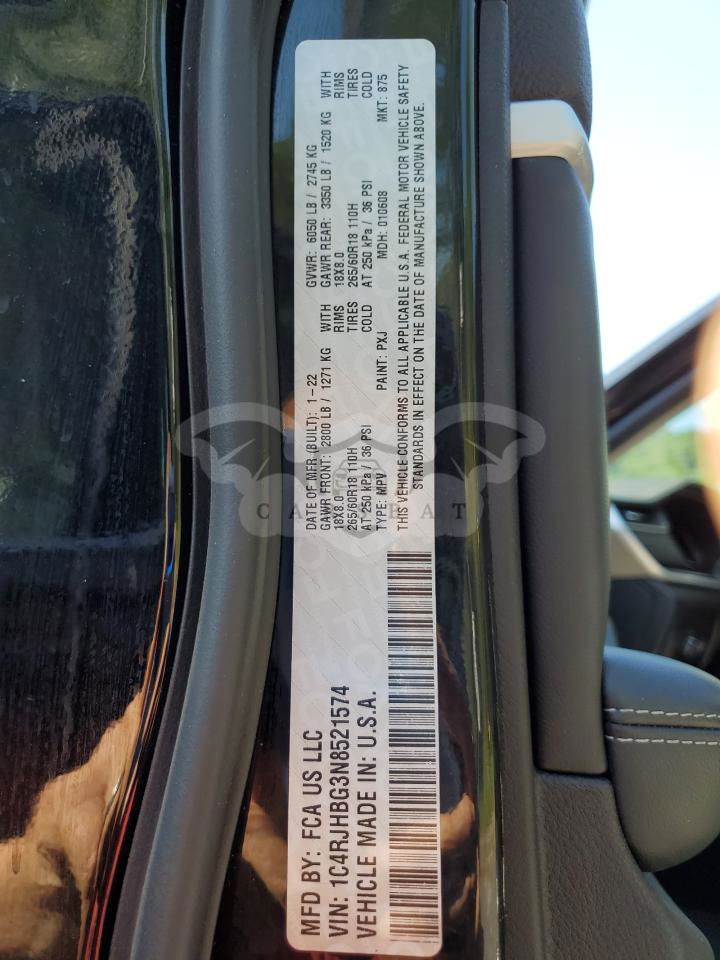 MFD BY: FCA US LLC
VIN: 1C4RJHBG3N8521574
VEHICLE MADE IN: U.S.A.
DATE OF MFR (BUILT): 1-22 GVWR: 6050 LB / 2745 KG
GAWR FRONT: 2800 LB / 1271 KG WITH GAWR REAR: 3350 LB / 1520 KG WITH
18X8.0 RIMS 18X8.0 RIMS
265/60R18 110H TIRES 265/60R18 110H TIRES
AT 250 kPa / 36 PSI COLD AT 250 kPa / 36 PSI COLD
TYPE: MPV PAINT: PXJ MDH: 010608 MKT: 875
THIS VEHICLE CONFORMS TO ALL APPLICABLE U.S.A. FEDERAL MOTOR VEHICLE SAFETY
STANDARDS IN EFFECT ON THE DATE OF MANUFACTURE SHOWN ABOVE.